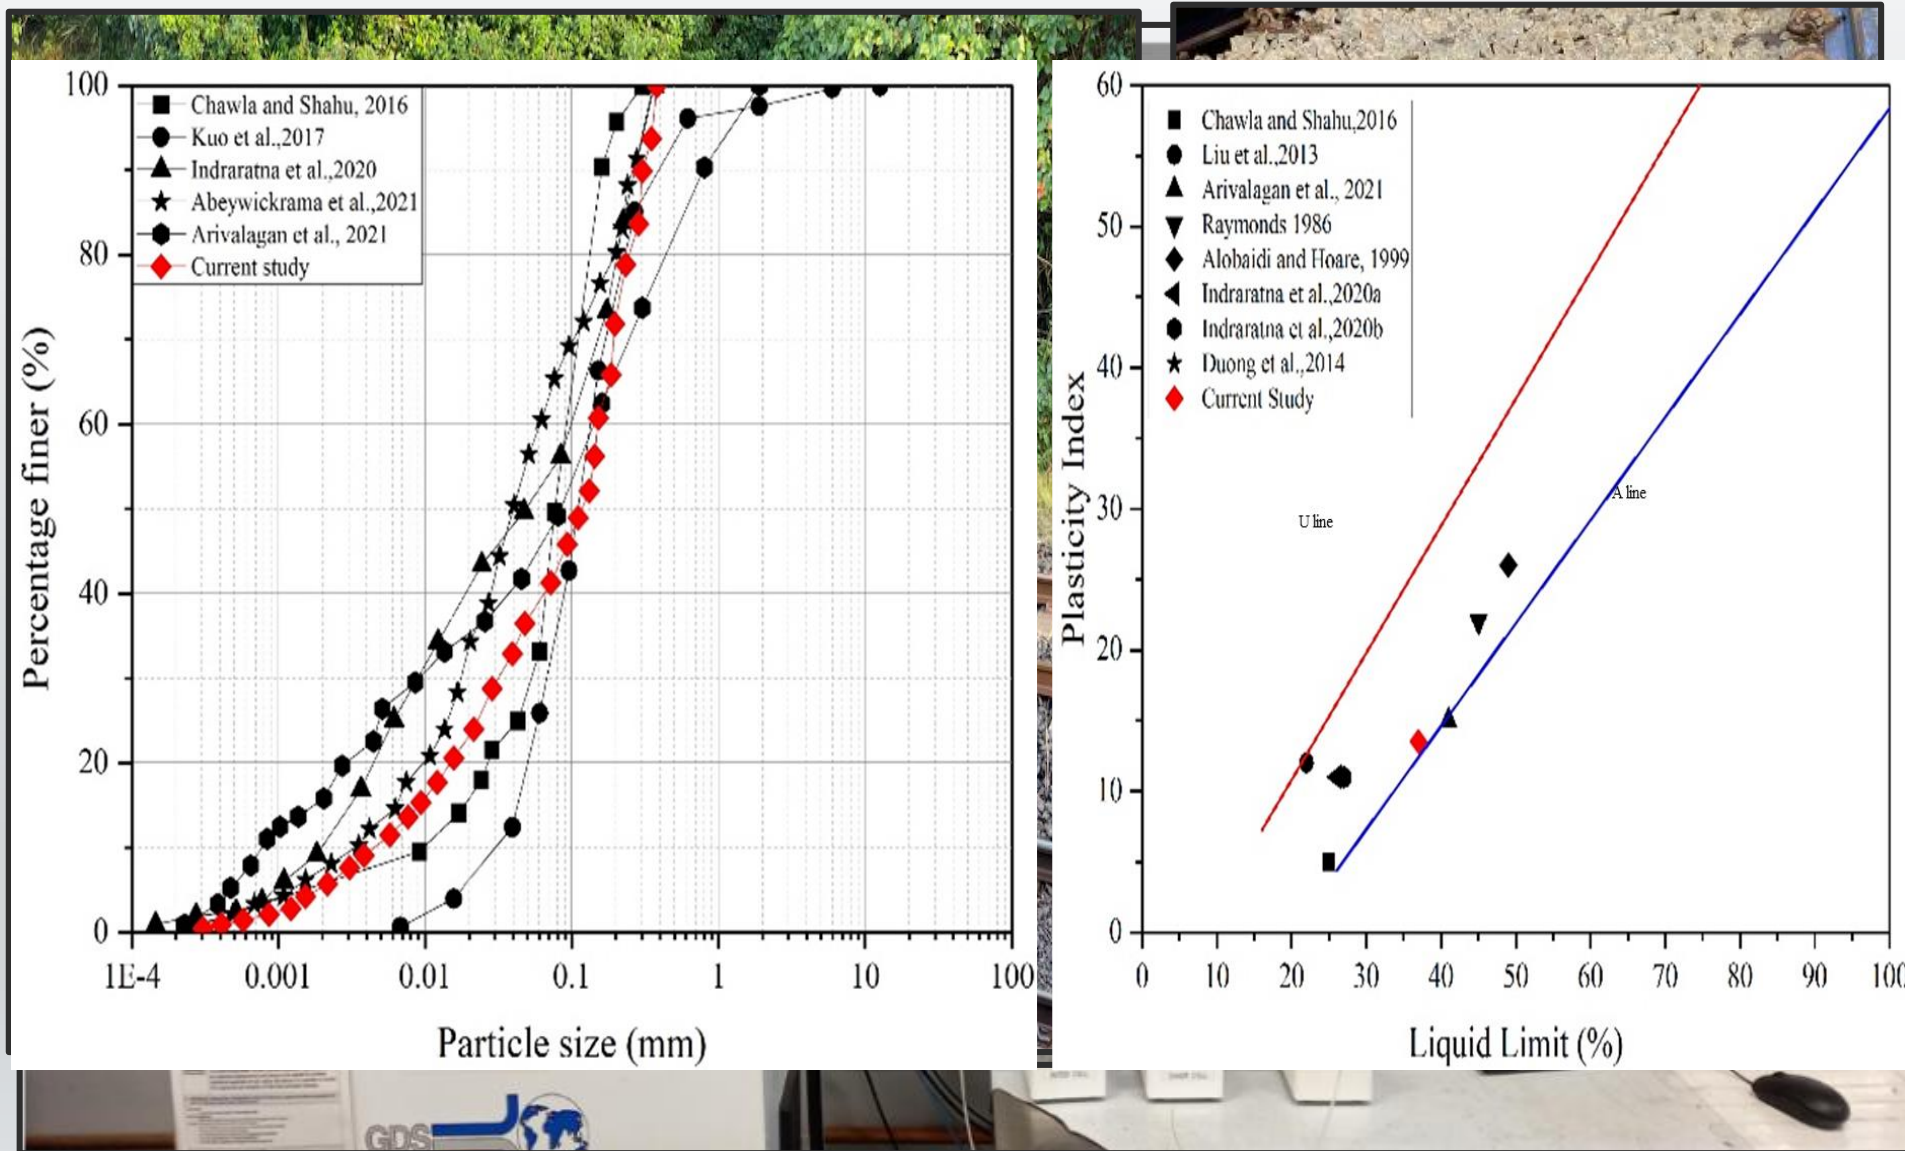 100
80
60
40
20
0
Percentage finer (%)
Chawla and Shahu, 2016
Kuo et al.,2017
Indraratna et al.,2020
Abeywickrama et al.,2021
Arivalagan et al., 2021
Current study
1E-4 0.001 0.01 0.1 1 10 100
Particle size (mm)
60
50
40
30
20
10
0
Plasticity Index
Chawla and Shahu,2016
Liu et al.,2013
Arivalagan et al., 2021
Raymonds 1986
Alobaidi and Hoare, 1999
Indraratna et al.,2020a
Indraratna et al.,2020b
Duong et al.,2014
Current Study
U line
A line
0 10 20 30 40 50 60 70 80 90 100
Liquid Limit (%)
GDS